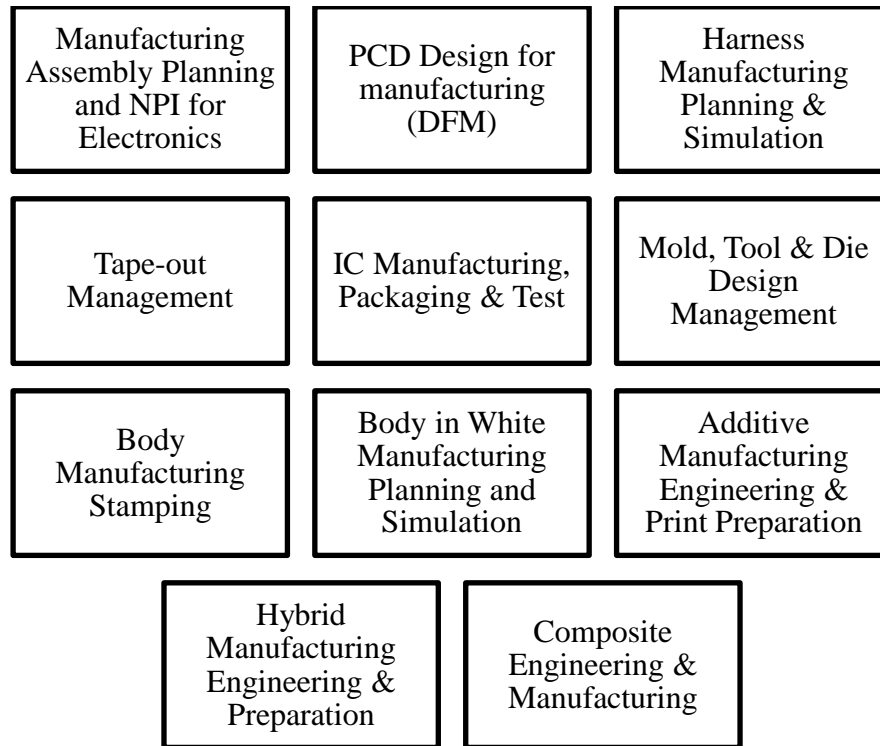 Manufacturing
Assembly Planning
and NPI for
Electronics
PCD Design for
manufacturing
(DFM)
Harness
Manufacturing
Planning &
Simulation
Tape-out
Management
IC Manufacturing,
Packaging & Test
Mold, Tool & Die
Design
Management
Body
Manufacturing
Stamping
Body in White
Manufacturing
Planning and
Simulation
Additive
Manufacturing
Engineering &
Print Preparation
Hybrid
Manufacturing
Engineering &
Preparation
Composite
Engineering &
Manufacturing